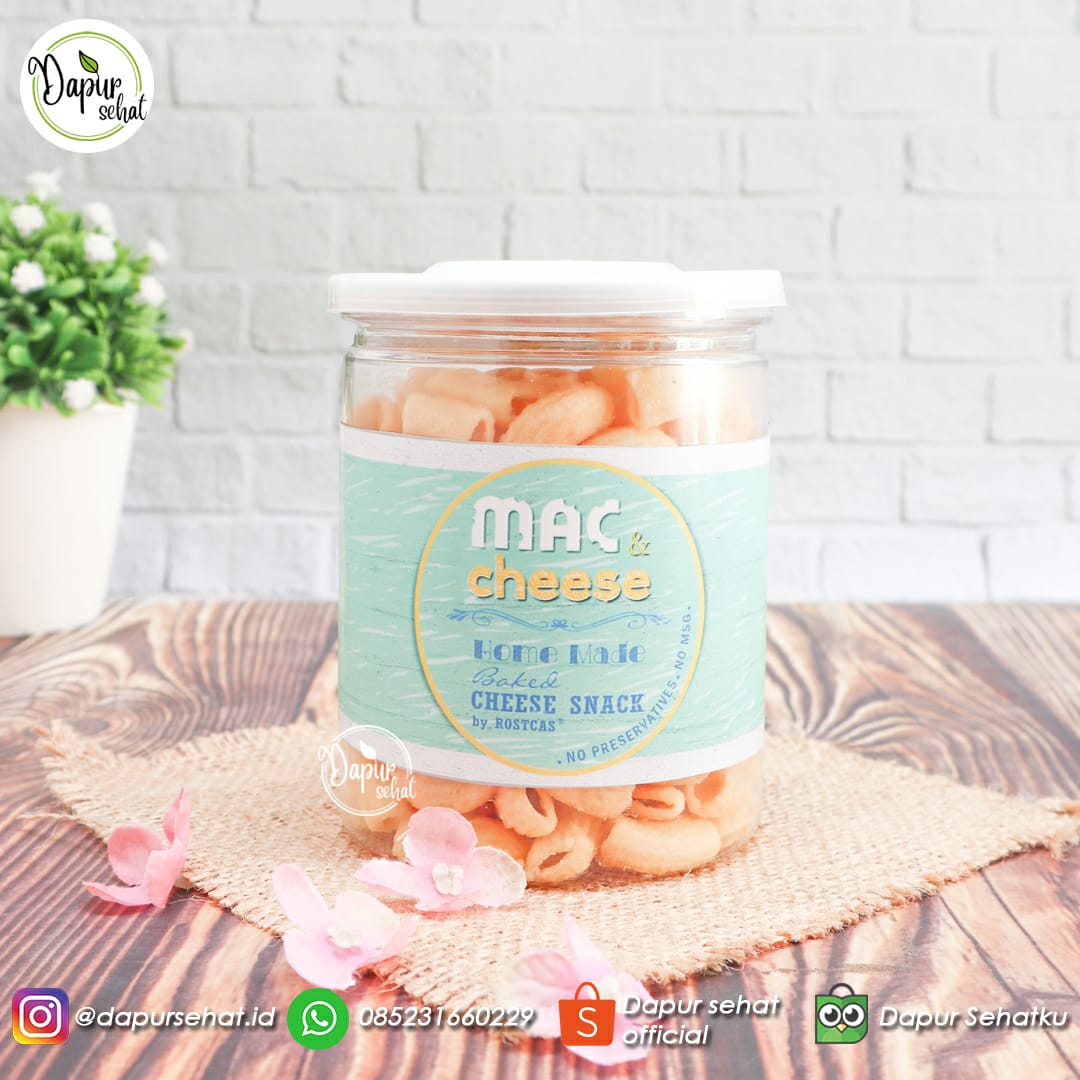 Dapur
sehat
MAC
&
cheese
Home Made
Baked
CHEESE SNACK
by ROSTCAS®
. NO PRESERVATIVES . NO MSG .
Dapur
sehat
@dapursehat.id
085231660229
Dapur sehat
official
Dapur Sehatku